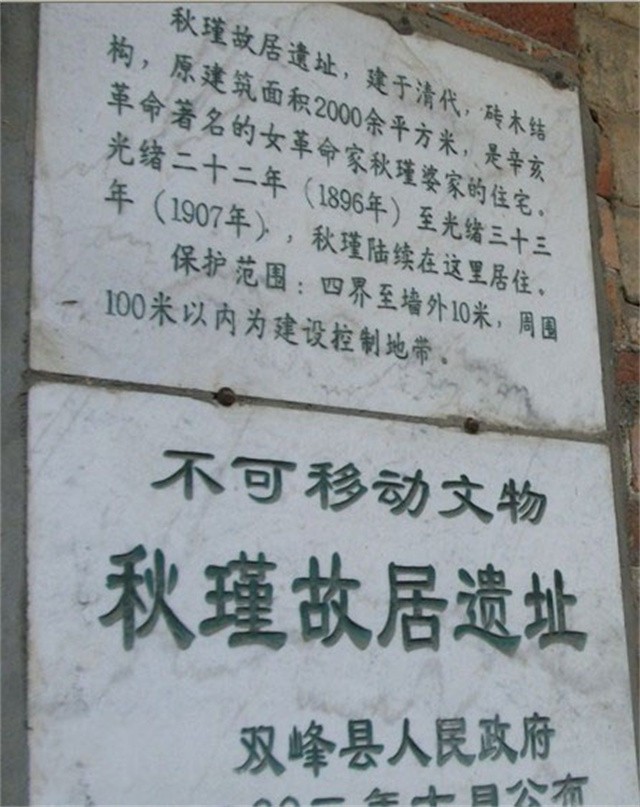 秋瑾故居遗址，建于清代，砖木结
构，原建筑面积2000余平方米，是辛亥
革命著名的女革命家秋瑾婆家的住宅。
光绪二十二年（1896年）至光绪三十三
年（1907年），秋瑾陆续在这里居住。
保护范围：四界至墙外10米，周围
100米以内为建设控制地带。
不可移动文物
秋瑾故居遗址
双峰县人民政府
年十月公布